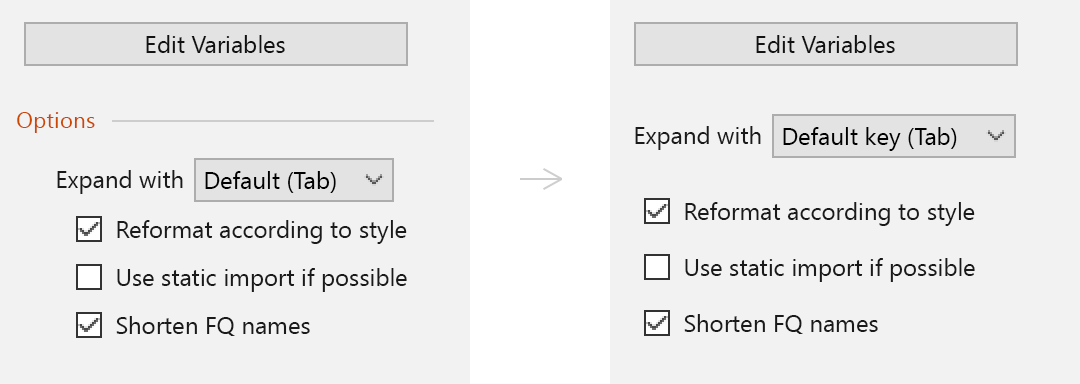 Edit Variables
Options
Expand with Default (Tab)
Reformat according to style
Use static import if possible
Shorten FQ names
Edit Variables
Expand with Default key (Tab)
Reformat according to style
Use static import if possible
Shorten FQ names